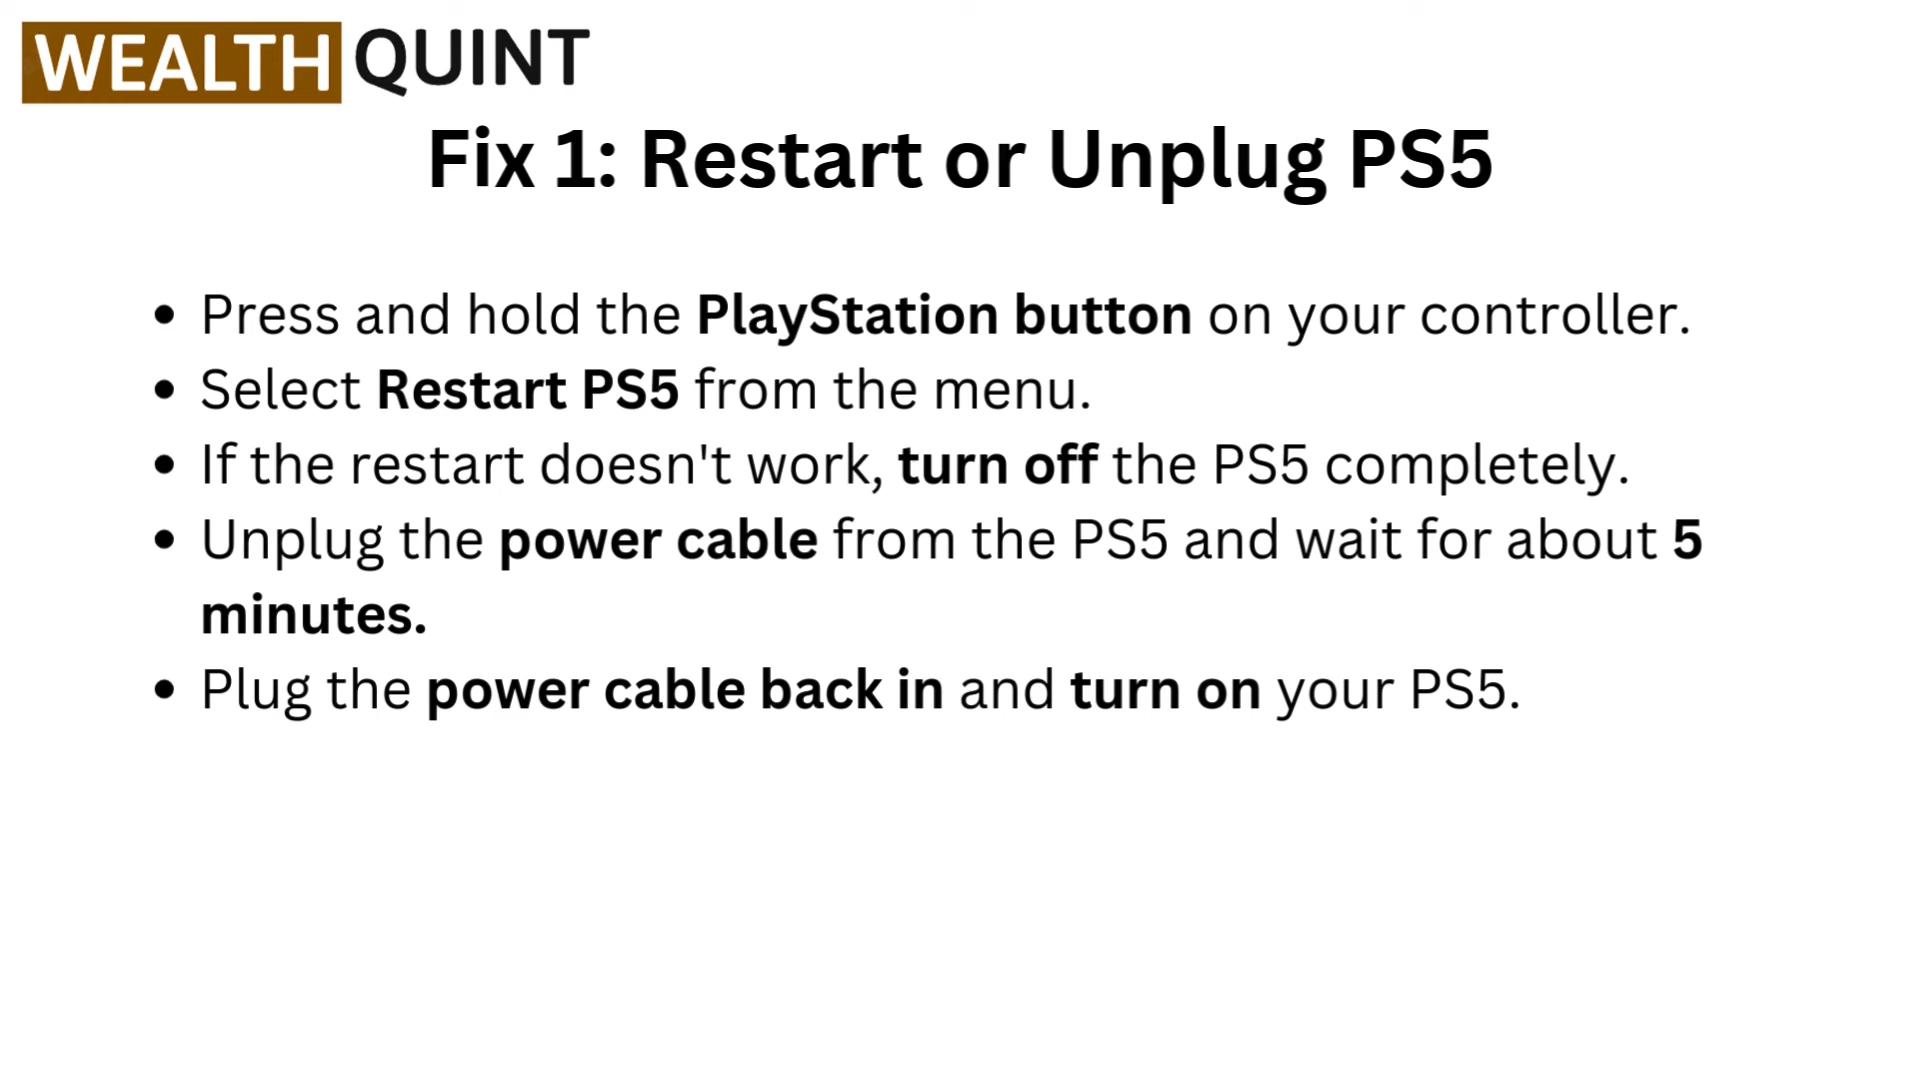 WEALTH QUINT
Fix 1: Restart or Unplug PS5
• Press and hold the PlayStation button on your controller.
• Select Restart PS5 from the menu.
• If the restart doesn't work, turn off the PS5 completely.
• Unplug the power cable from the PS5 and wait for about 5
minutes.
• Plug the power cable back in and turn on your PS5.